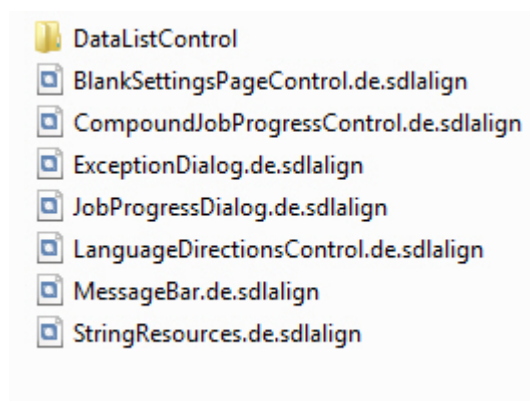 DataListControl
BlankSettingsPageControl.de.sdlalign
CompoundJobProgressControl.de.sdlalign
ExceptionDialog.de.sdlalign
JobProgressDialog.de.sdlalign
LanguageDirectionsControl.de.sdlalign
MessageBar.de.sdlalign
StringResources.de.sdlalign